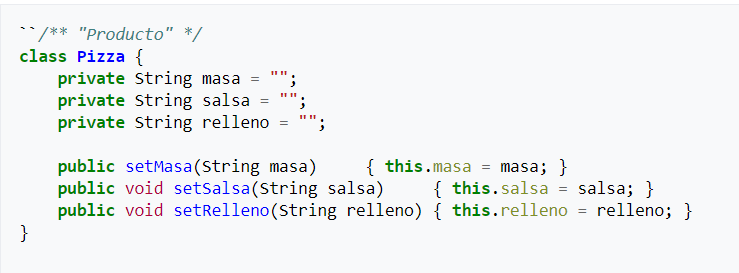 ``/** "Producto" */
class Pizza {
    private String masa = "";
    private String salsa = "";
    private String relleno = "";

    public setMasa(String masa)     { this.masa = masa; }
    public void setSalsa(String salsa)     { this.salsa = salsa; }
    public void setRelleno(String relleno) { this.relleno = relleno; }
}